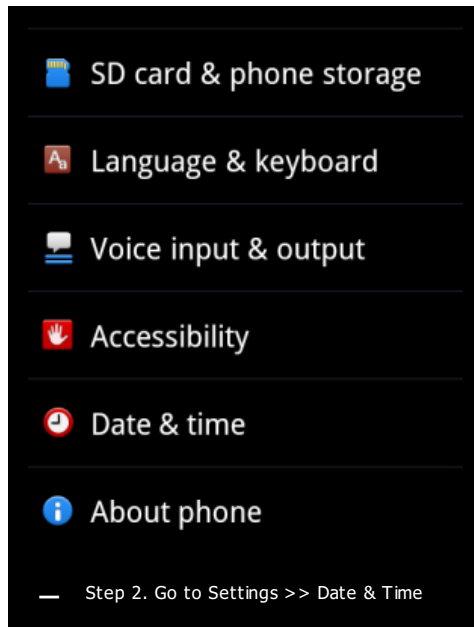 SD card & phone storage
Language & keyboard
Voice input & output
Accessibility
Date & time
About phone
Step 2. Go to Settings >> Date & Time